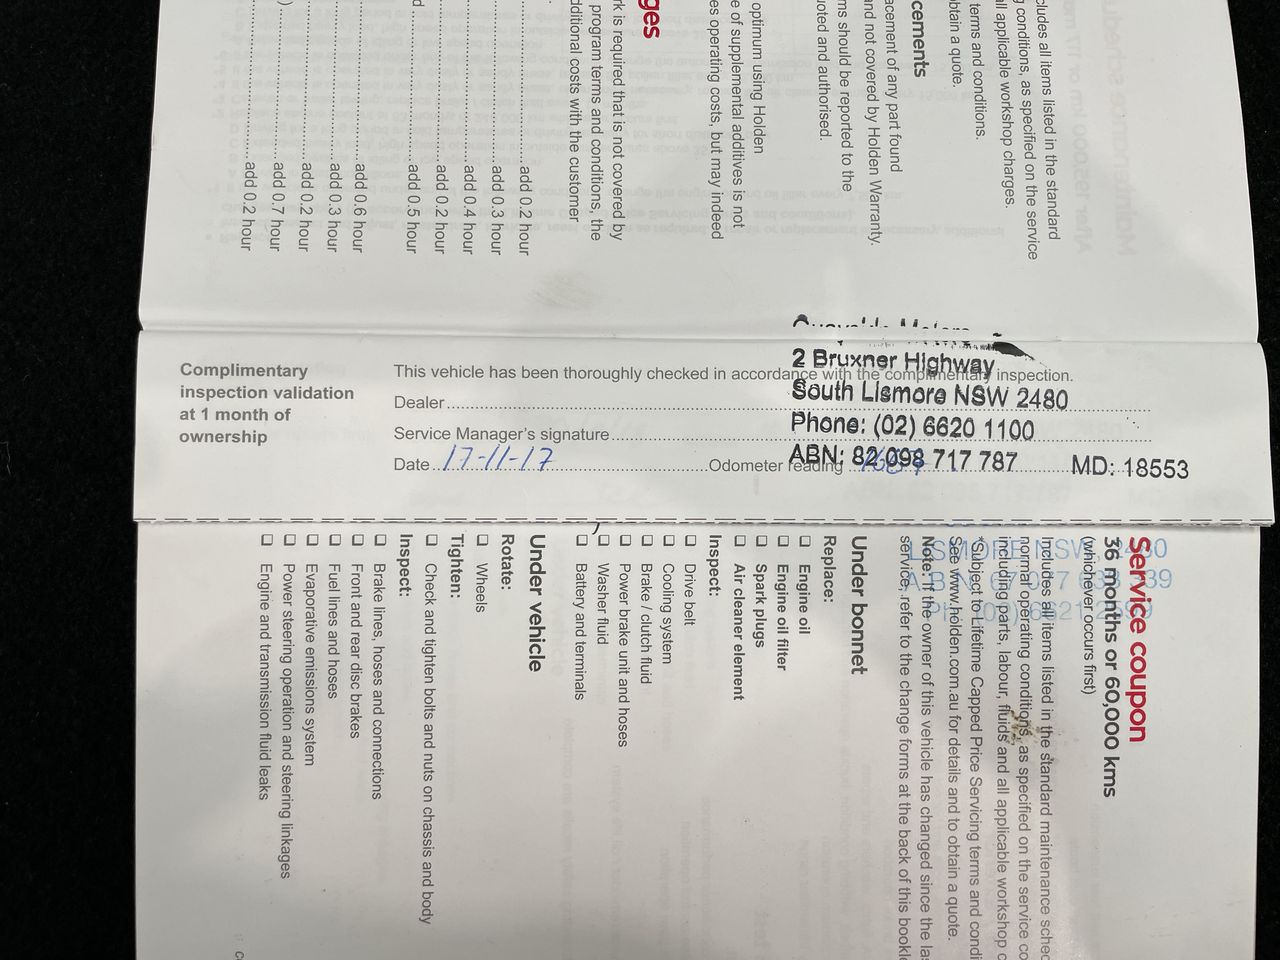 cludes all items listed in the standard
conditions, as specified on the service
all applicable workshop charges.
terms and conditions.
obtain a quote.
cements
acement of any part found
and not covered by Holden Warranty.
ms should be reported to the
uoted and authorised.
optimum using Holden
e of supplemental additives is not
es operating costs, but may indeed
ges
rk is required that is not covered by
program terms and conditions, the
dditional costs with the customer
add 0.2 hour
add 0.3 hour
add 0.4 hour
add 0.2 hour
d add 0.5 hour
add 0.6 hour
add 0.3 hour
add 0.2 hour
) add 0.7 hour
add 0.2 hour
Complimentary
inspection validation
at 1 month of
ownership
This vehicle has been thoroughly checked in accordance with the complimentary inspection.
Dealer
Service Manager's signature
Date 17-11-17 Odometer reading
2 Bruxner Highway
South Lismore NSW 2480
Phone: (02) 6620 1100
ABN: 82 098 717 787 MD: 18553
Service coupon
36 months or 60,000 kms
(whichever occurs first)
Includes all items listed in the standard maintenance sched
normal operating conditions, as specified on the service co
including parts, labour, fluids and all applicable workshop c
*Subject to Lifetime Capped Price Servicing terms and condi
See www.holden.com.au for details and to obtain a quote.
Note: If the owner of this vehicle has changed since the las
service, refer to the change forms at the back of this bookle
LISMORE NSW 2480
Under bonnet
Replace:
❑ Engine oil
❑ Engine oil filter
❑ Spark plugs
❑ Air cleaner element
Inspect:
❑ Drive belt
❑ Cooling system
❑ Brake / clutch fluid
❑ Power brake unit and hoses
❑ Washer fluid
❑ Battery and terminals
Under vehicle
Rotate:
❑ Wheels
Tighten:
❑ Check and tighten bolts and nuts on chassis and body
Inspect:
❑ Brake lines, hoses and connections
❑ Front and rear disc brakes
❑ Fuel lines and hoses
❑ Evaporative emissions system
❑ Power steering operation and steering linkages
❑ Engine and transmission fluid leaks